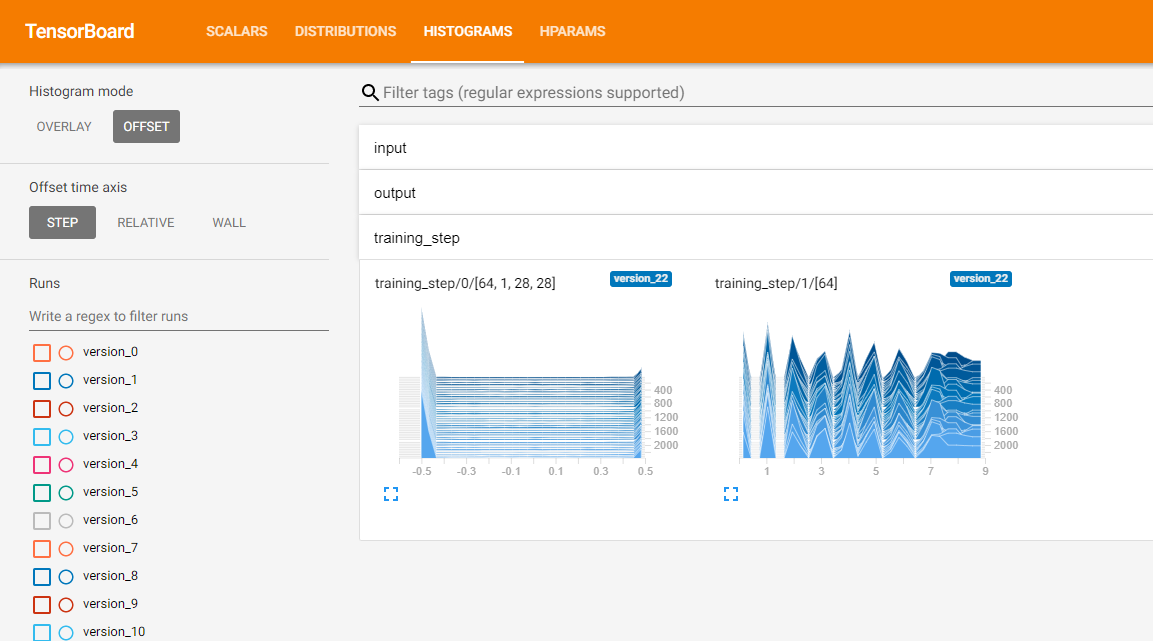 TensorBoard SCALARS DISTRIBUTIONS HISTOGRAMS HPARAMS
Histogram mode
OVERLAY OFFSET
Offset time axis
STEP RELATIVE WALL
Runs
Write a regex to filter runs
version_0
version_1
version_2
version_3
version_4
version_5
version_6
version_7
version_8
version_9
version_10
Filter tags (regular expressions supported)
input
output
training_step
training_step/0/[64, 1, 28, 28] version_22
400
800
1200
1600
2000
-0.5 -0.3 -0.1 0.1 0.3 0.5
training_step/1/[64] version_22
400
800
1200
1600
2000
1 3 5 7 9